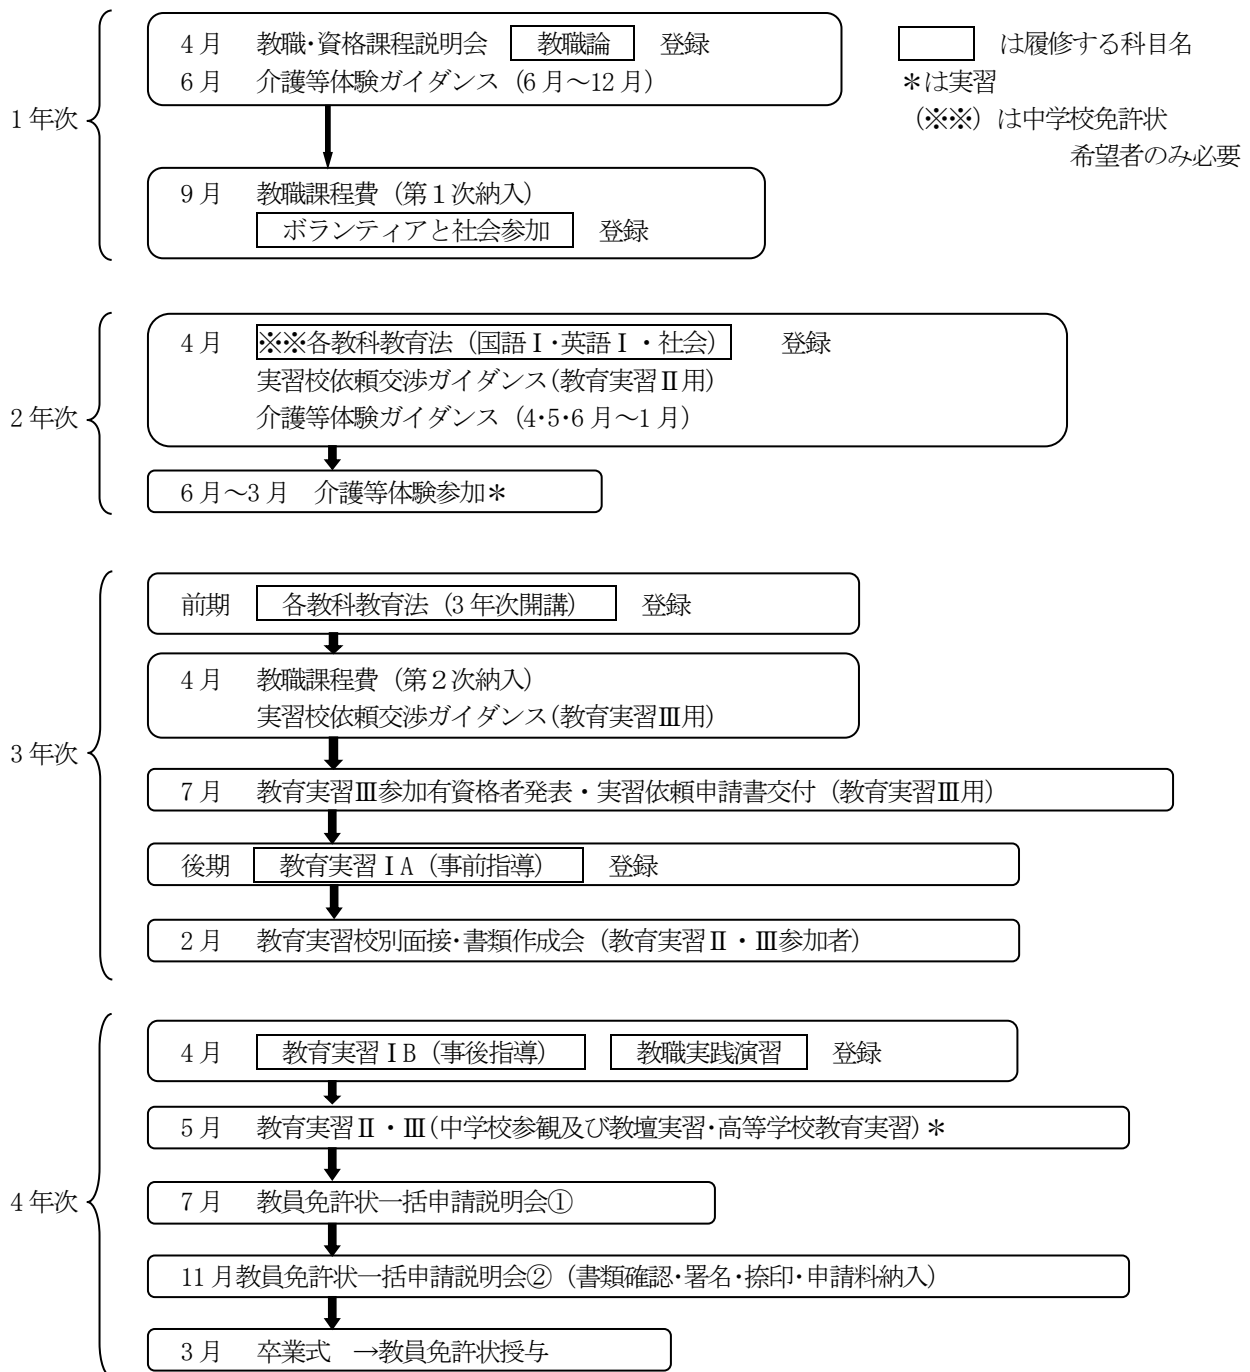 1年次
4月 教職・資格課程説明会 教職論 登録
6月 介護等体験ガイダンス（6月～12月）
は履修する科目名
＊は実習
（※※）は中学校免許状
希望者のみ必要
9月 教職課程費（第１次納入）
ボランティアと社会参加 登録
2年次
4月 ※※各教科教育法（国語Ⅰ・英語Ⅰ・社会） 登録
実習校依頼交渉ガイダンス(教育実習Ⅱ用)
介護等体験ガイダンス（4・5・6月～1月）
6月～3月 介護等体験参加＊
3年次
前期 各教科教育法（3年次開講） 登録
4月 教職課程費（第２次納入）
実習校依頼交渉ガイダンス(教育実習Ⅲ用)
7月 教育実習Ⅲ参加有資格者発表・実習依頼申請書交付（教育実習Ⅲ用）
後期 教育実習ⅠA（事前指導） 登録
2月 教育実習校別面接・書類作成会（教育実習Ⅱ・Ⅲ参加者）
4年次
4月 教育実習ⅠB（事後指導） 教職実践演習 登録
5月 教育実習Ⅱ・Ⅲ(中学校参観及び教壇実習・高等学校教育実習)＊
7月 教員免許状一括申請説明会①
11月教員免許状一括申請説明会②（書類確認・署名・捺印・申請料納入）
3月 卒業式 →教員免許状授与